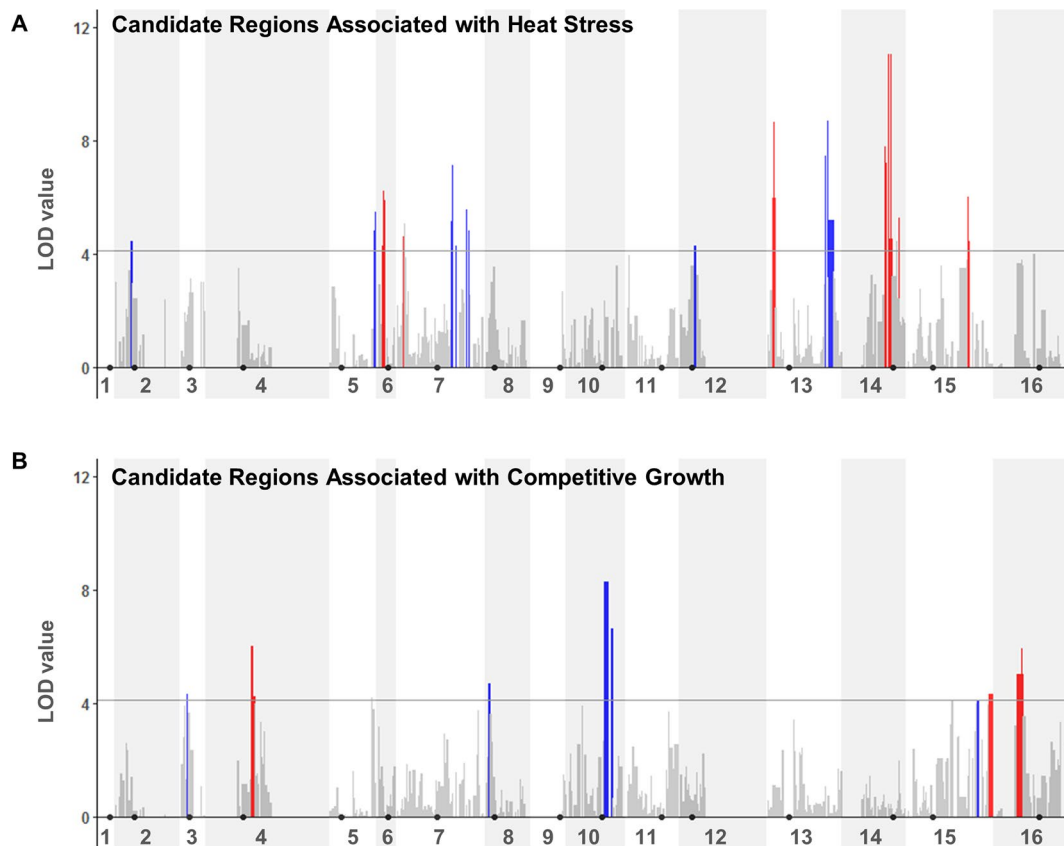 A
Candidate Regions Associated with Heat Stress
12
8
4
0
LOD value
1 2 3 4 5 6 7 8 9 10 11 12 13 14 15 16
B
Candidate Regions Associated with Competitive Growth
12
8
4
0
LOD value
1 2 3 4 5 6 7 8 9 10 11 12 13 14 15 16